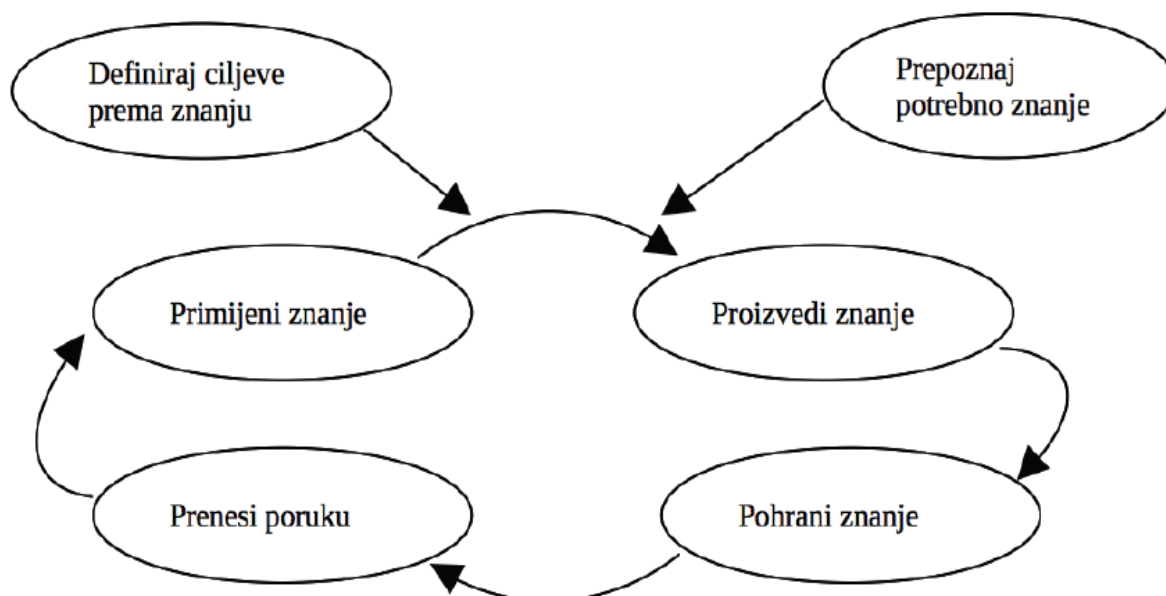 Definiraj ciljeve
prema znanju
Prepoznaj
potrebno znanje
Primijeni znanje
Proizvedi znanje
Prenesi poruku
Pohrani znanje